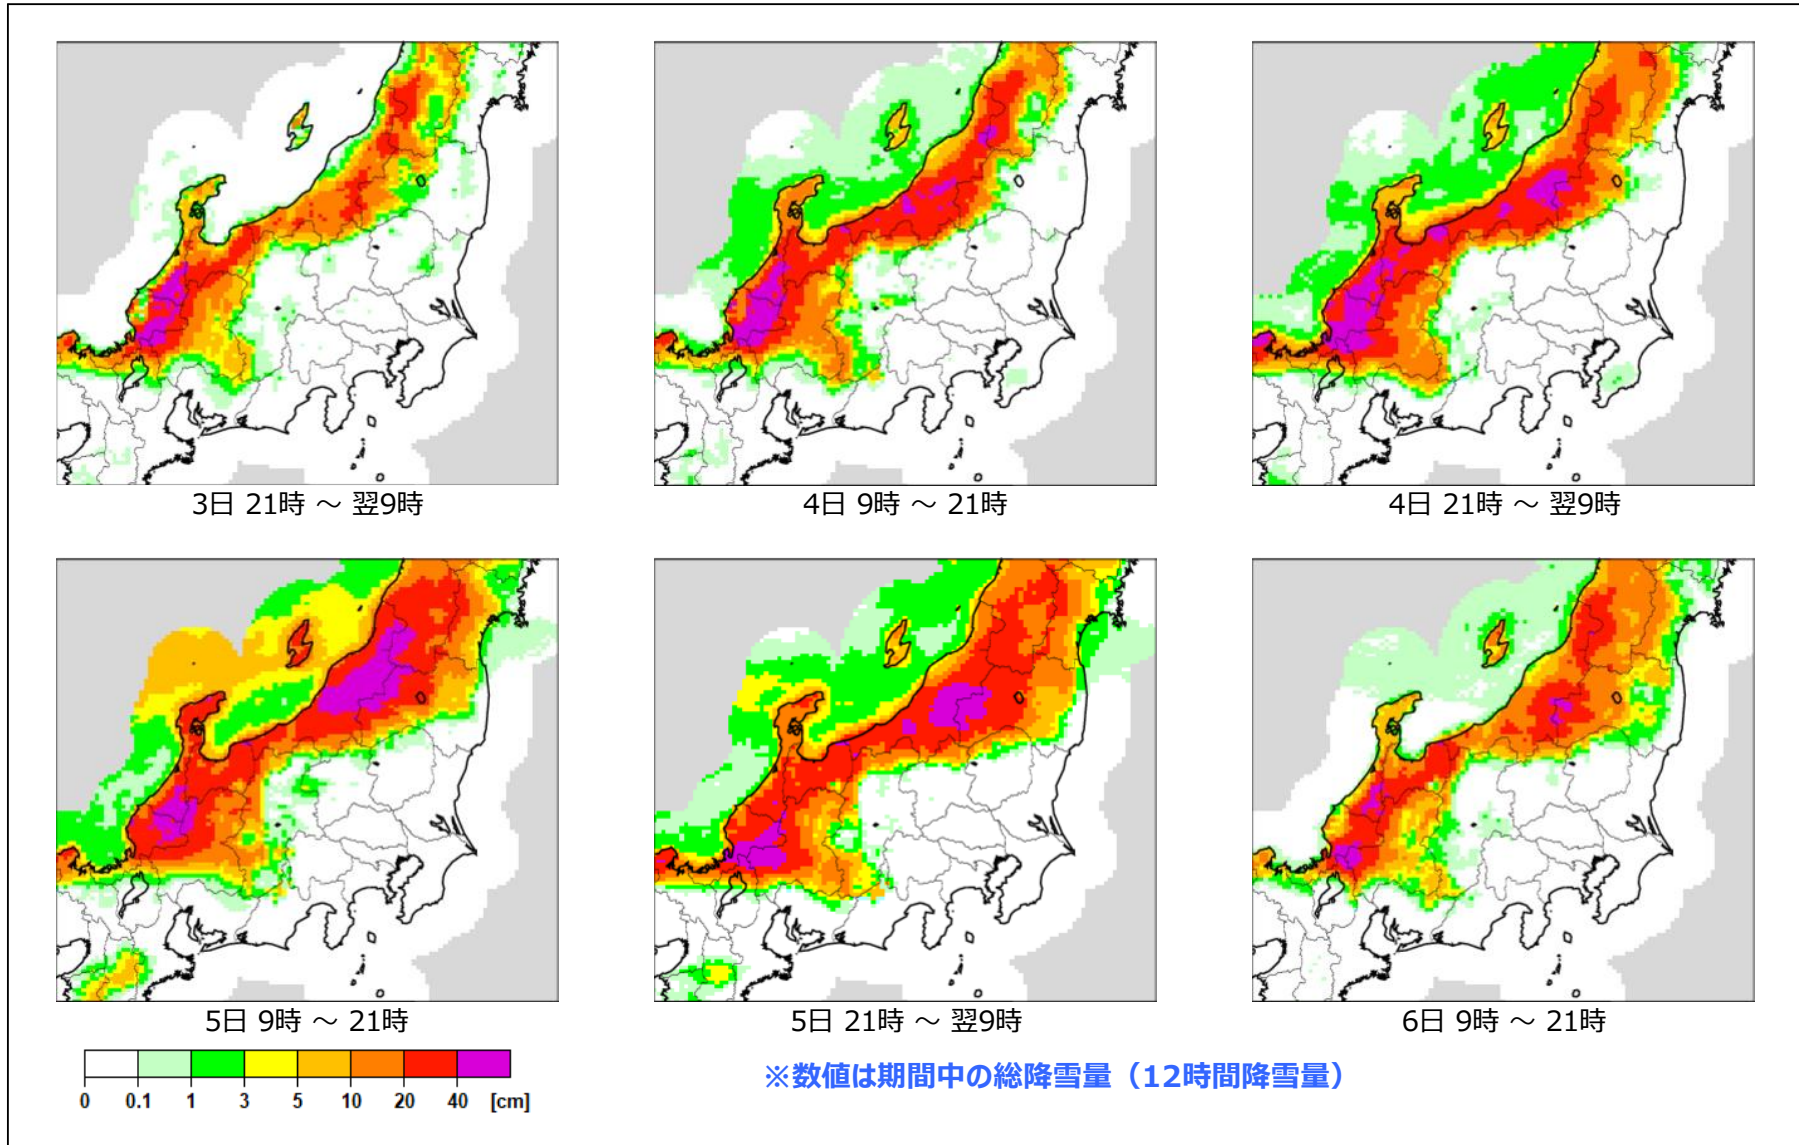 3日 21時 ～ 翌9時
4日 9時 ～ 21時
4日 21時 ～ 翌9時
5日 9時 ～ 21時
5日 21時 ～ 翌9時
6日 9時 ～ 21時
0 0.1 1 3 5 10 20 40 [cm]
※数値は期間中の総降雪量（12時間降雪量）